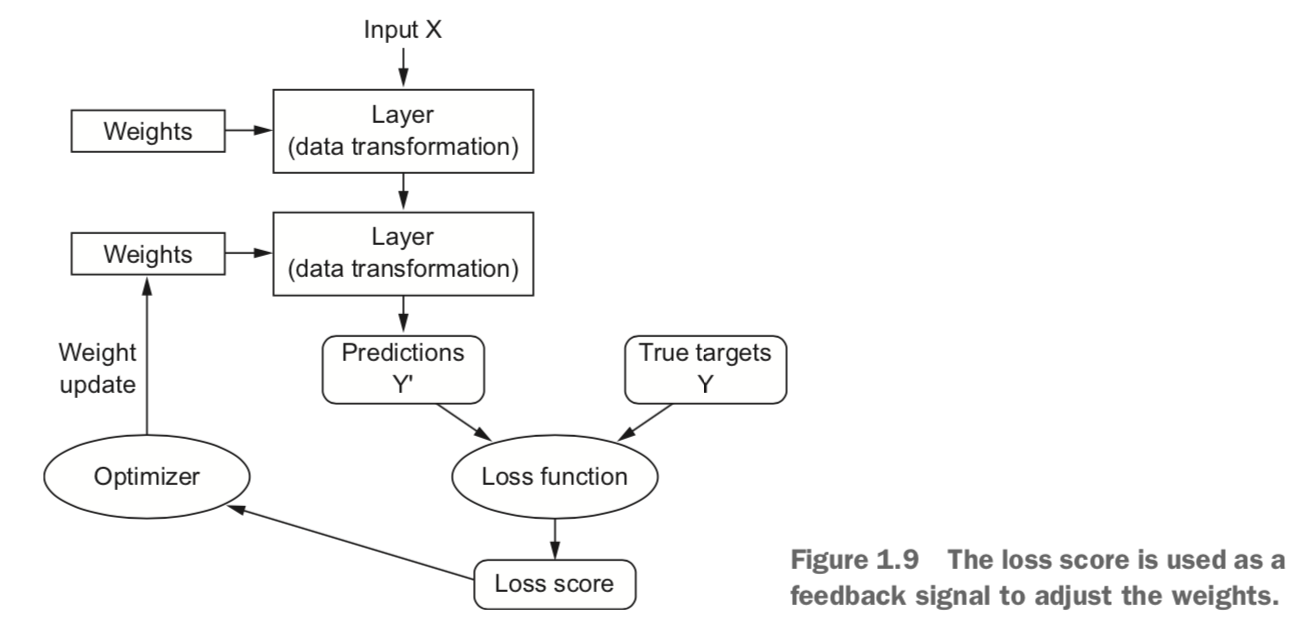 Input X
Weights
Layer
(data transformation)
Weights
Layer
(data transformation)
Weight
update
Predictions
Y'
True targets
Y
Optimizer
Loss function
Loss score
Figure 1.9 The loss score is used as a
feedback signal to adjust the weights.